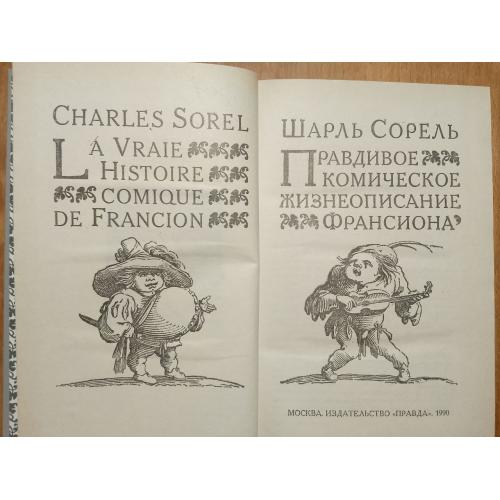 CHARLES SOREL
LA VRAIE
HISTOIRE
COMIQUE
DE FRANCION
ШАРЛЬ СОРЕЛЬ
ПРАВДИВОЕ
КОМИЧЕСКОЕ
ЖИЗНЕОПИСАНИЕ
ФРАНСИОНА
МОСКВА. ИЗДАТЕЛЬСТВО «ПРАВДА». 1990